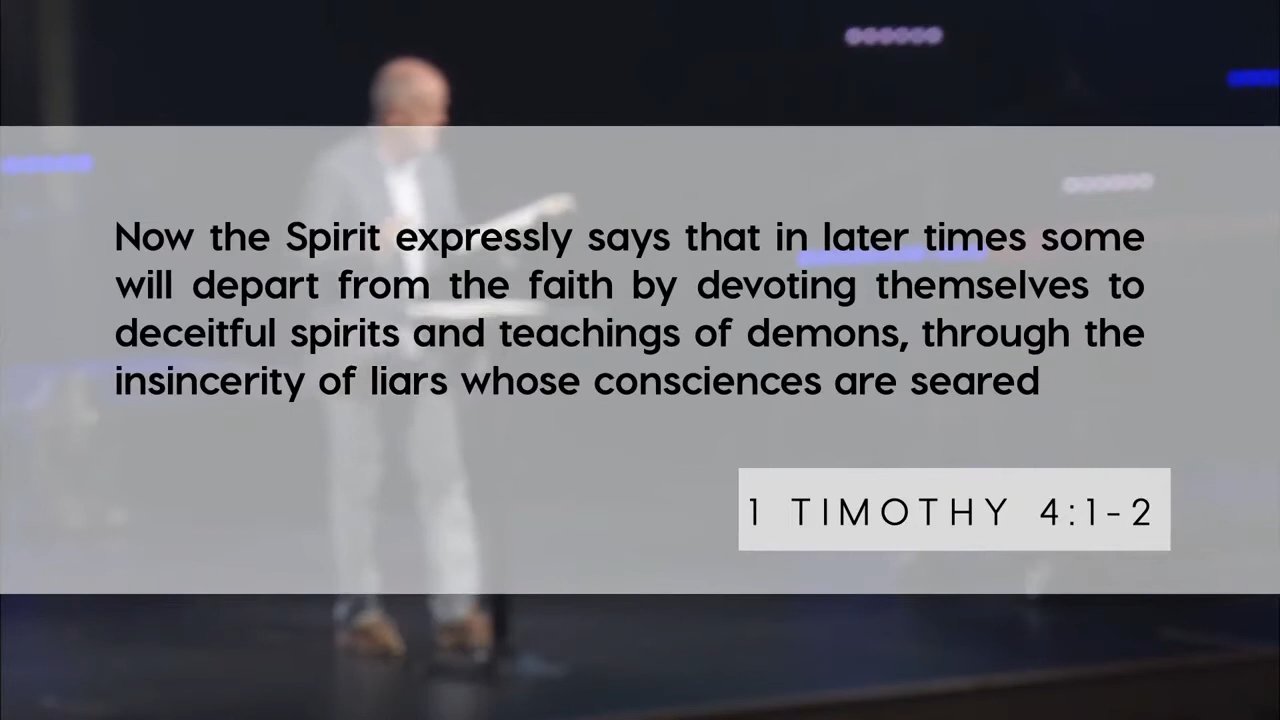 Now the Spirit expressly says that in later times some
will depart from the faith by devoting themselves to
deceitful spirits and teachings of demons, through the
insincerity of liars whose consciences are seared
1 TIMOTHY 4:1-2